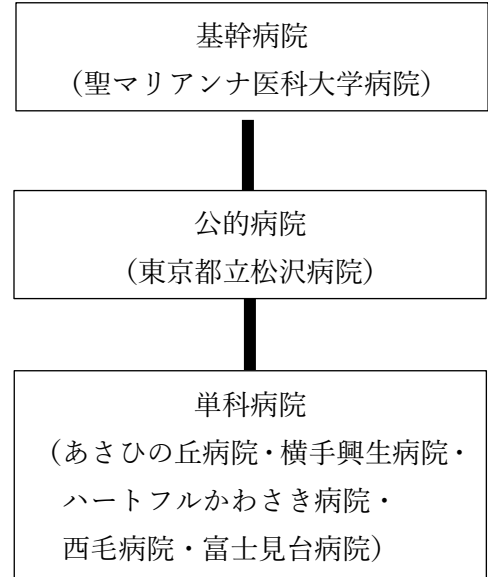 基幹病院
(聖マリアンナ医科大学病院)
公的病院
(東京都立松沢病院)
単科病院
(あさひの丘病院・横手興生病院・
ハートフルかわさき病院・
西毛病院・富士見台病院)